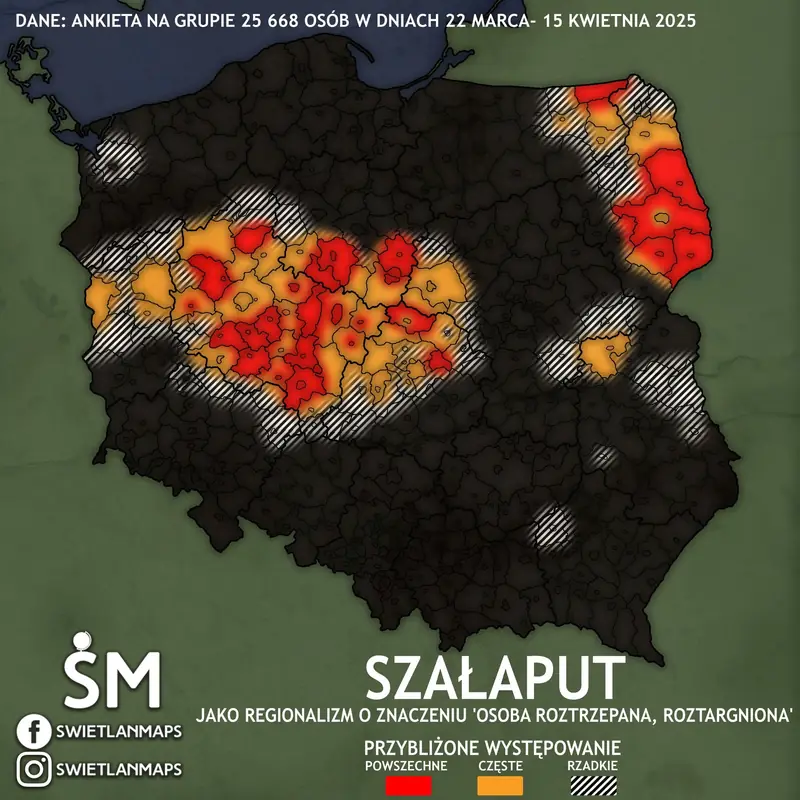 DANE: ANKIETA NA GRUPIE 25 668 OSÓB W DNIACH 22 MARCA- 15 KWIETNIA 2025
ŚM
SWIETLANMAPS
SWIETLANMAPS
SZAŁAPUT
JAKO REGIONALIZM O ZNACZENIU 'OSOBA ROZTRZEPANA, ROZTARGNIONA'
PRZYBLIŻONE WYSTĘPOWANIE
POWSZECHNE CZĘSTE RZADKIE